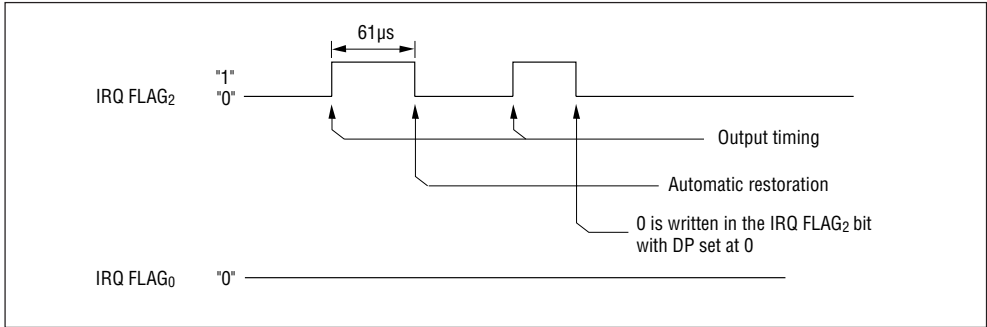 61µs
"1"
IRQ FLAG2 "0"
Output timing
Automatic restoration
0 is written in the IRQ FLAG2 bit
with DP set at 0
IRQ FLAG0 "0"